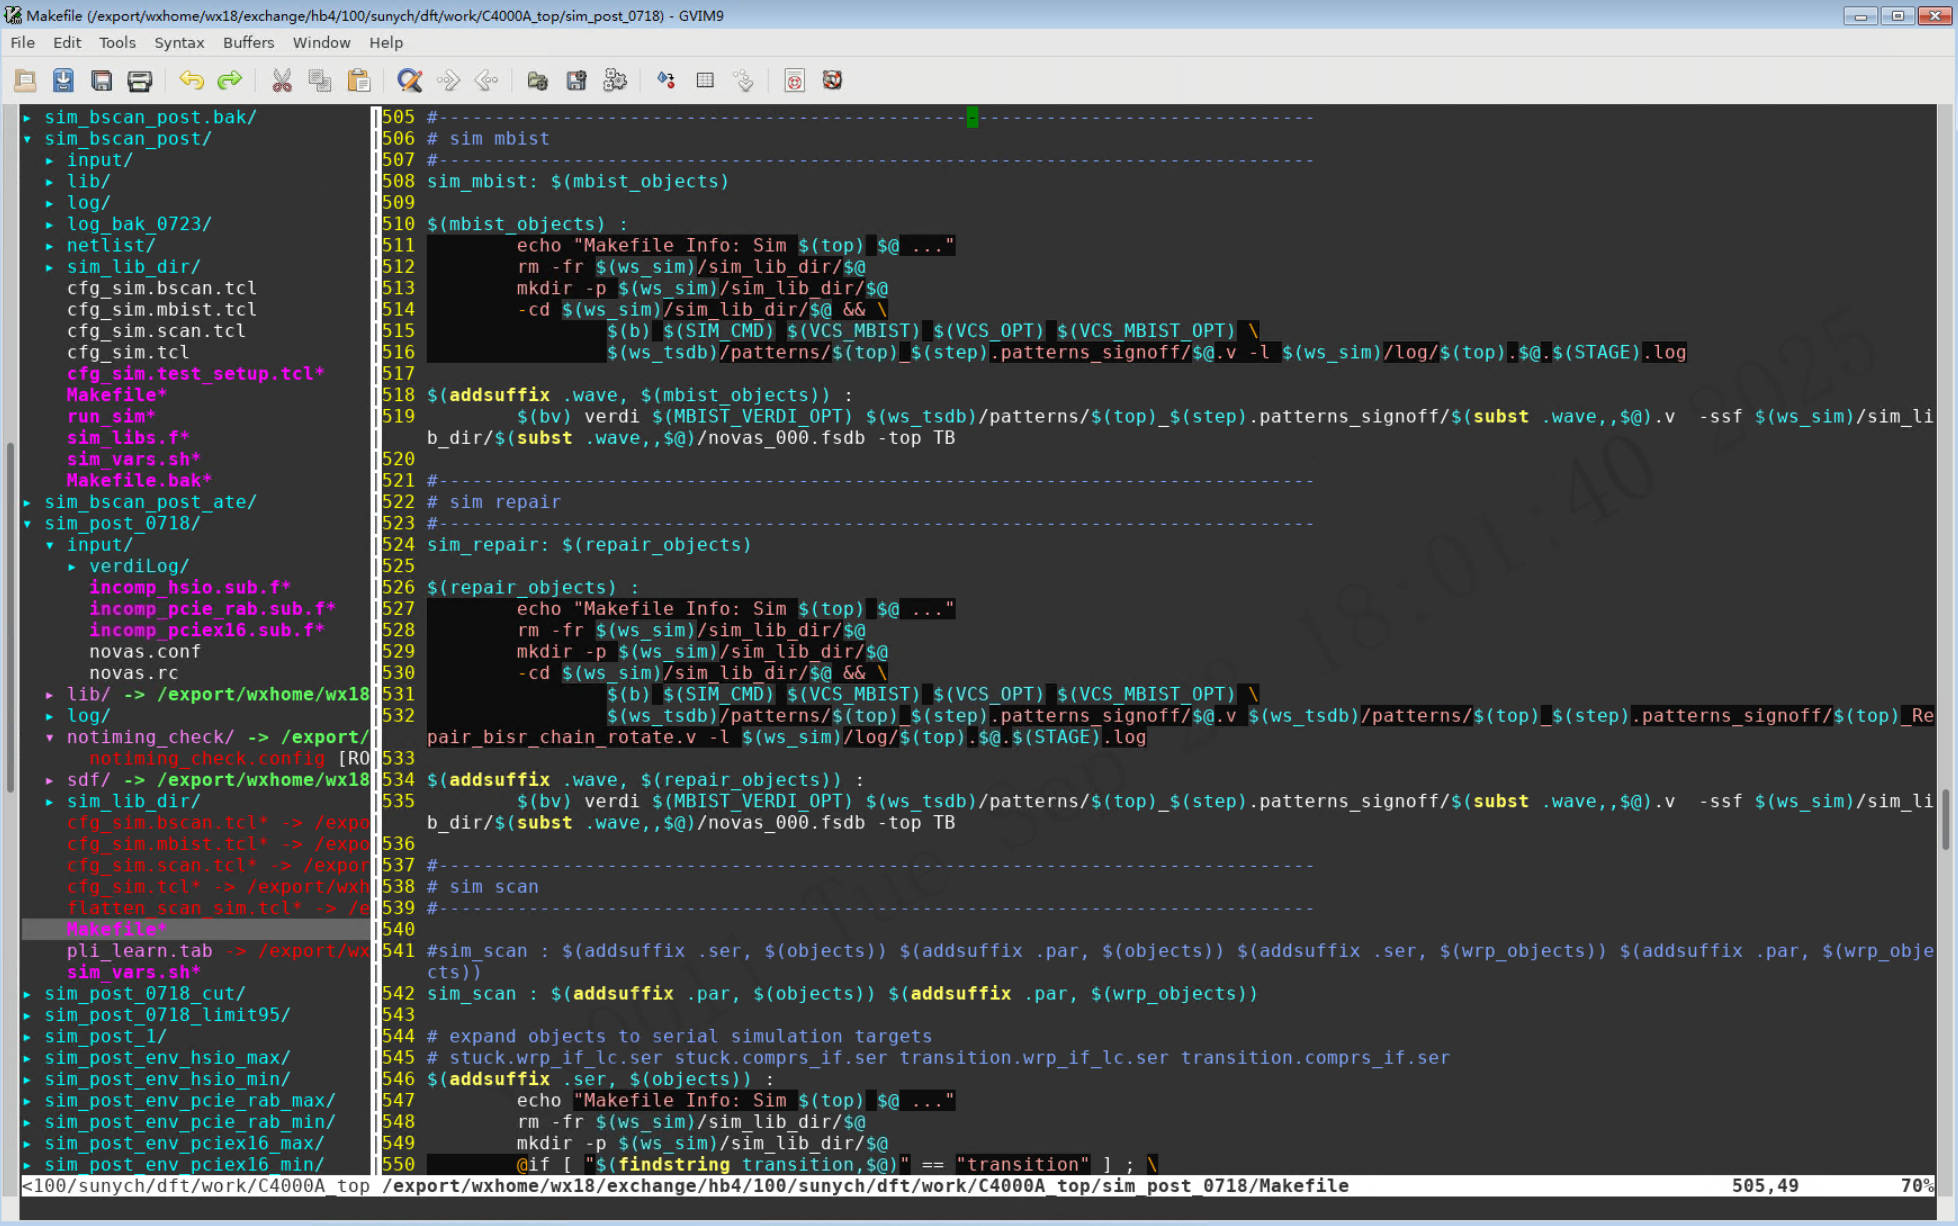 Makefile (/export/wxhome/wx18/exchange/hb4/100/sunych/dft/work/C4000A_top/sim_post_0718) - GVIM9
File Edit Tools Syntax Buffers Window Help
▸ sim_bscan_post.bak/
▾ sim_bscan_post/
▸ input/
▸ lib/
▸ log/
▸ log_bak_0723/
▸ netlist/
▸ sim_lib_dir/
cfg_sim.bscan.tcl
cfg_sim.mbist.tcl
cfg_sim.scan.tcl
cfg_sim.tcl
cfg_sim.test_setup.tcl*
Makefile*
run_sim*
sim_libs.f*
sim_vars.sh*
Makefile.bak*
▸ sim_bscan_post_ate/
▾ sim_post_0718/
▾ input/
▸ verdiLog/
incomp_hsio.sub.f*
incomp_pcie_rab.sub.f*
incomp_pciex16.sub.f*
novas.conf
novas.rc
▸ lib/ -> /export/wxhome/wx18
▸ log/
▾ notiming_check/ -> /export/
notiming_check.config [RO
▸ sdf/ -> /export/wxhome/wx18
▸ sim_lib_dir/
cfg_sim.bscan.tcl* -> /expo
cfg_sim.mbist.tcl* -> /expo
cfg_sim.scan.tcl* -> /expor
cfg_sim.tcl* -> /export/wxh
flatten_scan_sim.tcl* -> /e
Makefile*
pli_learn.tab -> /export/wx
sim_vars.sh*
▸ sim_post_0718_cut/
▸ sim_post_0718_limit95/
▸ sim_post_1/
▸ sim_post_env_hsio_max/
▸ sim_post_env_hsio_min/
▸ sim_post_env_pcie_rab_max/
▸ sim_post_env_pcie_rab_min/
▸ sim_post_env_pciex16_max/
▸ sim_post_env_pciex16_min/
505 #------------------------------------------------------------------------------
506 # sim mbist
507 #------------------------------------------------------------------------------
508 sim_mbist: $(mbist_objects)
509
510 $(mbist_objects) :
511 echo "Makefile Info: Sim $(top) $@ ..."
512 rm -fr $(ws_sim)/sim_lib_dir/$@
513 mkdir -p $(ws_sim)/sim_lib_dir/$@
514 -cd $(ws_sim)/sim_lib_dir/$@ && \
515 $(b) $(SIM_CMD) $(VCS_MBIST) $(VCS_OPT) $(VCS_MBIST_OPT) \
516 $(ws_tsdb)/patterns/$(top)_$(step).patterns_signoff/$@.v -l $(ws_sim)/log/$(top).$@.$(STAGE).log
517
518 $(addsuffix .wave, $(mbist_objects)) :
519 $(bv) verdi $(MBIST_VERDI_OPT) $(ws_tsdb)/patterns/$(top)_$(step).patterns_signoff/$(subst .wave,,$@).v  -ssf $(ws_sim)/sim_li
b_dir/$(subst .wave,,$@)/novas_000.fsdb -top TB
520
521 #------------------------------------------------------------------------------
522 # sim repair
523 #------------------------------------------------------------------------------
524 sim_repair: $(repair_objects)
525
526 $(repair_objects) :
527 echo "Makefile Info: Sim $(top) $@ ..."
528 rm -fr $(ws_sim)/sim_lib_dir/$@
529 mkdir -p $(ws_sim)/sim_lib_dir/$@
530 -cd $(ws_sim)/sim_lib_dir/$@ && \
531 $(b) $(SIM_CMD) $(VCS_MBIST) $(VCS_OPT) $(VCS_MBIST_OPT) \
532 $(ws_tsdb)/patterns/$(top)_$(step).patterns_signoff/$@.v $(ws_tsdb)/patterns/$(top)_$(step).patterns_signoff/$(top)_Re
pair_bisr_chain_rotate.v -l $(ws_sim)/log/$(top).$@.$(STAGE).log
533
534 $(addsuffix .wave, $(repair_objects)) :
535 $(bv) verdi $(MBIST_VERDI_OPT) $(ws_tsdb)/patterns/$(top)_$(step).patterns_signoff/$(subst .wave,,$@).v  -ssf $(ws_sim)/sim_li
b_dir/$(subst .wave,,$@)/novas_000.fsdb -top TB
536
537 #------------------------------------------------------------------------------
538 # sim scan
539 #------------------------------------------------------------------------------
540
541 #sim_scan : $(addsuffix .ser, $(objects)) $(addsuffix .par, $(objects)) $(addsuffix .ser, $(wrp_objects)) $(addsuffix .par, $(wrp_obje
cts))
542 sim_scan : $(addsuffix .par, $(objects)) $(addsuffix .par, $(wrp_objects))
543
544 # expand objects to serial simulation targets
545 # stuck.wrp_if_lc.ser stuck.comprs_if.ser transition.wrp_if_lc.ser transition.comprs_if.ser
546 $(addsuffix .ser, $(objects)) :
547 echo "Makefile Info: Sim $(top) $@ ..."
548 rm -fr $(ws_sim)/sim_lib_dir/$@
549 mkdir -p $(ws_sim)/sim_lib_dir/$@
550 @if [ "$(findstring transition,$@)" == "transition" ] ; \
<100/sunych/dft/work/C4000A_top /export/wxhome/wx18/exchange/hb4/100/sunych/dft/work/C4000A_top/sim_post_0718/Makefile 505,49 70%